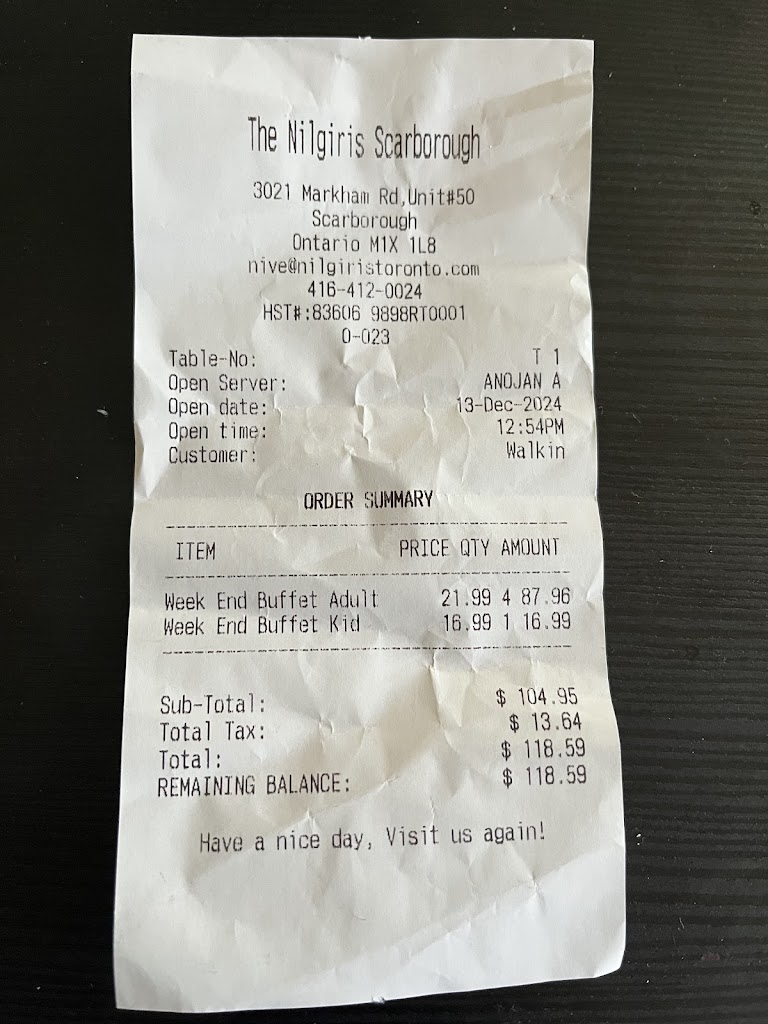 The Nilgiris Scarborough
3021 Markham Rd,Unit#50
Scarborough
Ontario M1X 1L8
nive@nilgiristoronto.com
416-412-0024
HST#:83606 9898RT0001
O-023
Table-No: T 1
Open Server: ANOJAN A
Open date: 13-Dec-2024
Open time: 12:54PM
Customer: Walkin
ORDER SUMMARY
ITEM PRICE QTY AMOUNT
Week End Buffet Adult 21.99 4 87.96
Week End Buffet Kid 16.99 1 16.99
Sub-Total: $ 104.95
Total Tax: $ 13.64
Total: $ 118.59
REMAINING BALANCE: $ 118.59
Have a nice day, Visit us again!